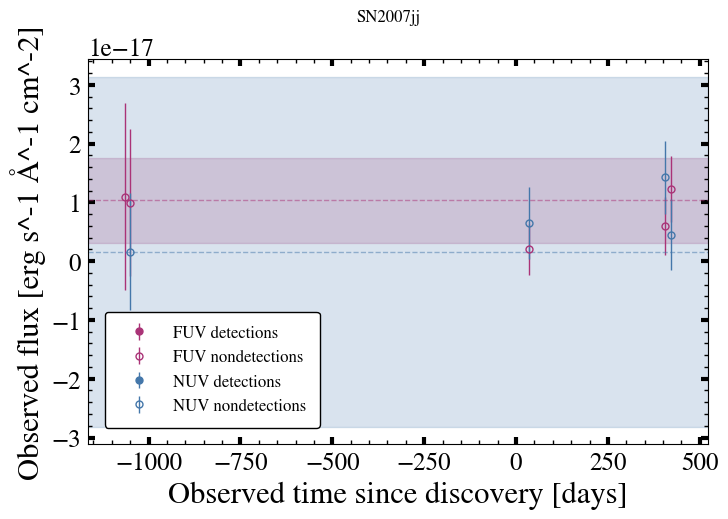 SN2007jj
1e−17
Observed flux [erg s^-1 Å^-1 cm^-2]
3
2
1
0
−1
−2
−3
FUV detections
FUV nondetections
NUV detections
NUV nondetections
−1000 −750 −500 −250 0 250 500
Observed time since discovery [days]